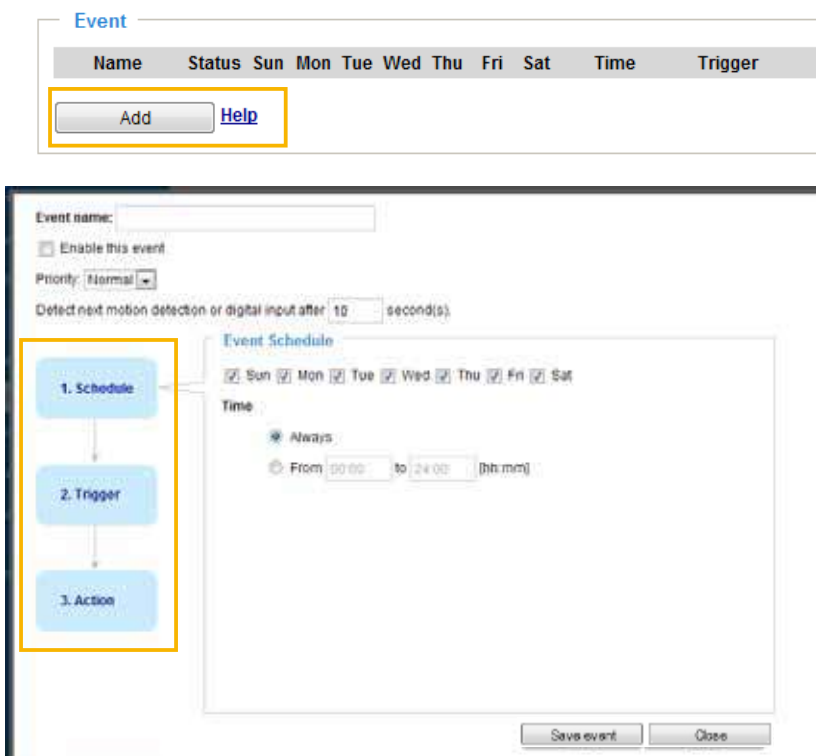 Event
Name Status Sun Mon Tue Wed Thu Fri Sat Time Trigger
Add Help
Event name:
Enable this event
Priority: Normal
Detect next motion detection or digital input after 10 second(s).
Event Schedule
1. Schedule
Sun Mon Tue Wed Thu Fri Sat
Time
Always
From 00:00 to 24:00 [hh:mm]
2. Trigger
3. Action
Save event Close